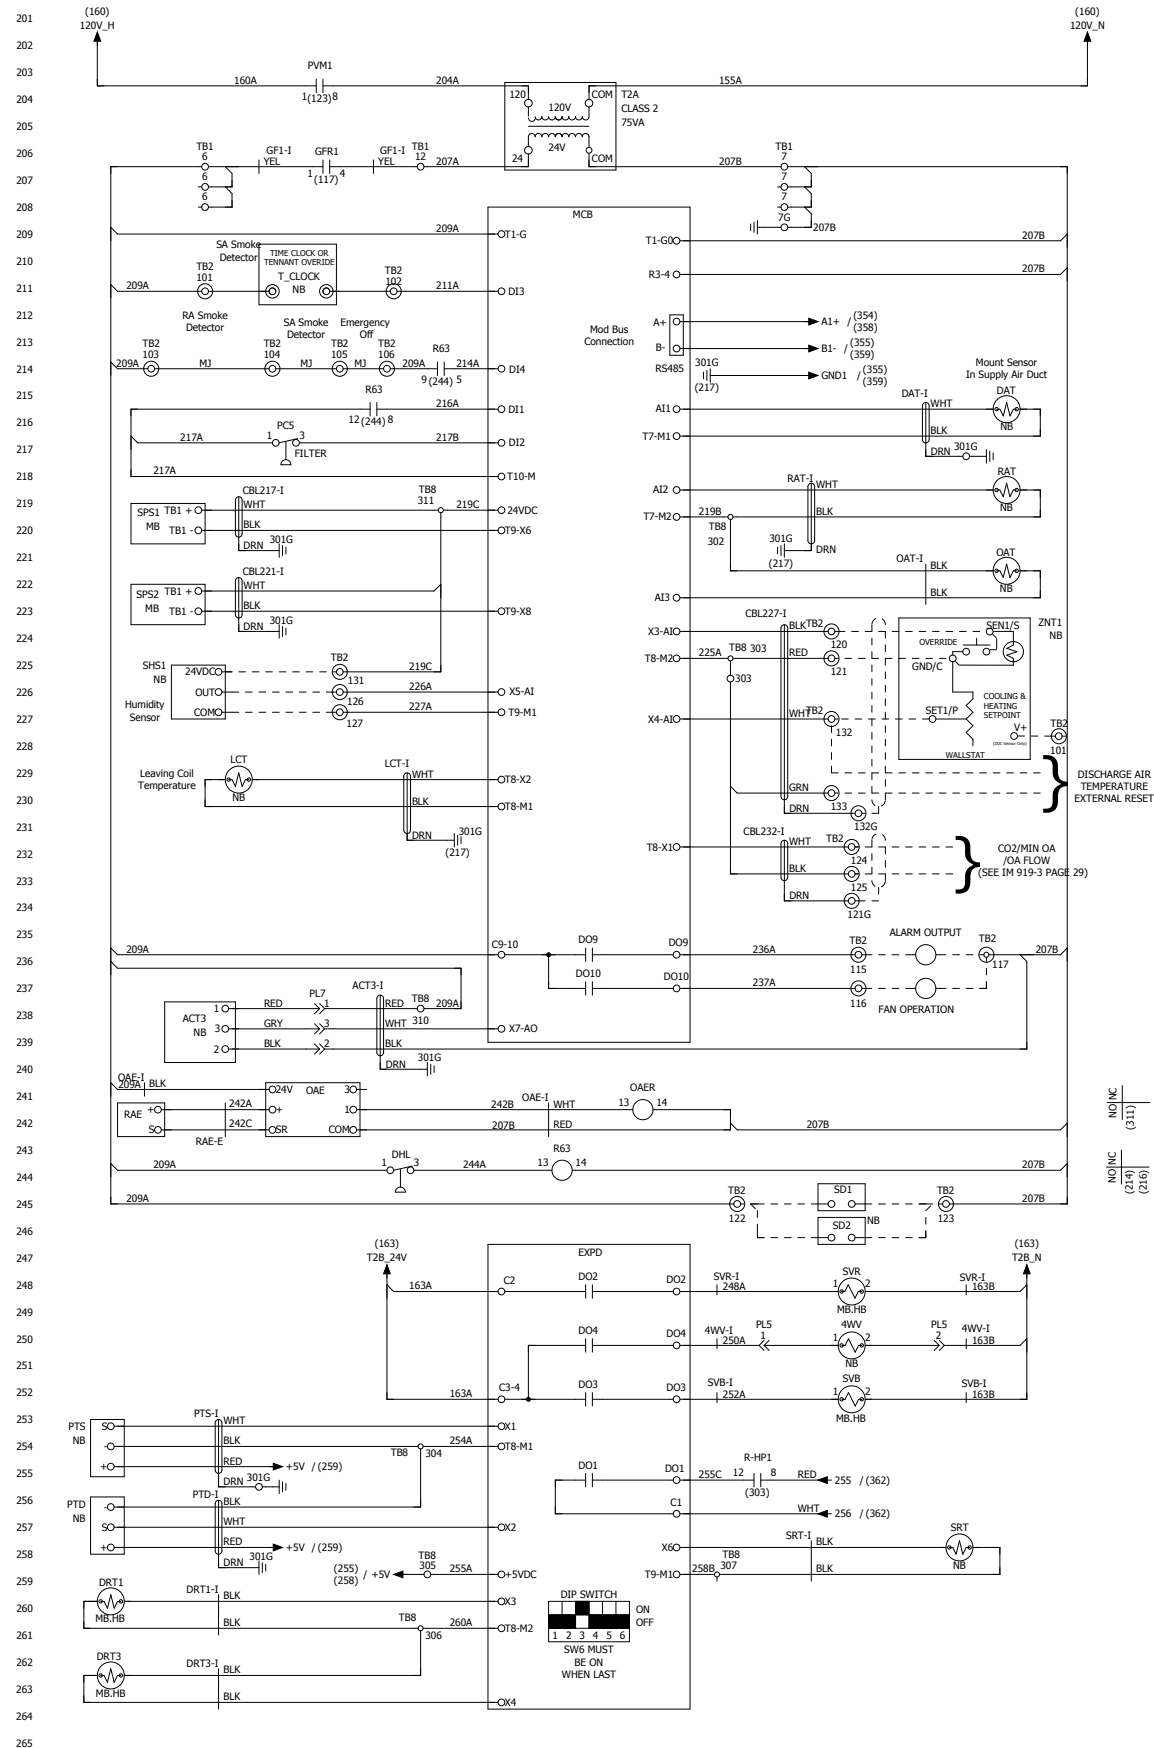 201
(160)
120V_H
(160)
120V_N
202
203
PVM1
160A
204A
155A
1(123)8
204
120
COM
T2A
120V
CLASS 2
205
75VA
24V
206
TB1
6
GF1-I
YEL
GFR1
GF1-I
YEL
TB1
12
207A
24
COM
207B
TB1
7
207
6
1(117)4
7
6
7
208
7G
207B
MCB
209
209A
T1-G
T1-G0
207B
210
SA Smoke
Detector
TIME CLOCK OR
TENNANT OVERIDE
T_CLOCK
NB
R3-4
207B
211
209A
TB2
101
TB2
102
211A
DI3
212
A+
A1+ / (354)
(358)
213
RA Smoke
Detector
SA Smoke
Detector
Emergency
Off
Mod Bus
Connection
B-
B1- / (355)
(359)
214
209A
TB2
103
MJ
TB2
104
MJ
TB2
105
MJ
TB2
106
209A
R63
9(244)5
214A
DI4
RS485
301G
(217)
GND1 / (355)
(359)
Mount Sensor
In Supply Air Duct
215
R63
216A
DI1
AI1
DAT-I
WHT
DAT
NB
216
12(244)8
217
217A
PC5
1
3
FILTER
217B
DI2
T7-M1
BLK
DRN
301G
218
217A
T10-M
219
SPS1
MB
TB1 +
CBL217-I
WHT
TB8
311
219C
24VDC
AI2
RAT-I
WHT
RAT
NB
220
TB1 -
BLK
T9-X6
T7-M2
219B
TB8
302
BLK
221
DRN
301G
301G
(217)
DRN
222
SPS2
MB
TB1 +
CBL221-I
WHT
OAT-I
BLK
OAT
NB
223
TB1 -
BLK
T9-X8
AI3
BLK
224
DRN
301G
X3-AI
CBL227-I
BLK
TB2
120
SEN1/S
ZNT1
NB
OVERRIDE
225
SHS1
NB
24VDC
TB2
131
219C
T8-M2
225A
TB8
303
RED
121
GND/C
226
OUT
126
226A
X5-AI
303
COOLING &
HEATING
SETPOINT
227
Humidity
Sensor
COM
127
227A
T9-M1
X4-AI
WHT
TB2
132
SET1/P
V+
(DDC Sensor Only)
TB2
101
228
WALLSTAT
229
Leaving Coil
Temperature
LCT
NB
LCT-I
WHT
T8-X2
DISCHARGE AIR
TEMPERATURE
EXTERNAL RESET
230
BLK
T8-M1
GRN
133
231
DRN
301G
(217)
DRN
132G
232
CBL232-I
T8-X1
WHT
TB2
124
CO2/MIN OA
/OA FLOW
(SEE IM 919-3 PAGE 29)
233
BLK
125
234
DRN
121G
235
209A
C9-10
DO9
DO9
236A
TB2
115
ALARM OUTPUT
TB2
117
207B
236
DO10
DO10
237
237A
116
FAN OPERATION
238
ACT3
NB
1
RED
PL7
1
ACT3-I
RED
TB8
310
209A
3
GRY
3
WHT
X7-AO
239
2
BLK
2
BLK
240
DRN
301G
241
OAE-I
209A
BLK
24V
OAE
3
242
RAE
+
242A
+
1
242B
OAE-I
WHT
OAER
13
14
NO
NC
(311)
S
242C
SR
COM
207B
RED
207B
RAE-E
243
244
209A
DHL
1
3
244A
R63
13
14
207B
NO
NC
(214)
(216)
245
209A
TB2
122
SD1
TB2
123
207B
246
SD2
NB
247
(163)
T2B_24V
EXPD
(163)
T2B_N
248
163A
C2
DO2
DO2
SVR-I
248A
SVR
1
2
MB.HB
SVR-I
163B
249
250
DO4
DO4
4WV-I
250A
PL5
1
4WV
1
2
NB
PL5
2
4WV-I
163B
251
252
163A
C3-4
DO3
DO3
SVB-I
252A
SVB
1
2
MB.HB
SVB-I
163B
253
PTS
NB
S
PTS-I
WHT
X1
254
-
BLK
TB8
304
254A
T8-M1
255
+
RED
+5V / (259)
DO1
DO1
255C
R-HP1
12
8
(303)
RED
255 / (362)
DRN
301G
256
PTD
NB
-
PTD-I
BLK
C1
WHT
256 / (362)
257
S
WHT
X2
258
+
RED
+5V / (259)
X6
SRT-I
BLK
SRT
NB
DRN
301G
(255)
(258)
/ +5V
TB8
305
255A
+5VDC
T9-M1
258B
TB8
307
BLK
259
260
DRT1
MB.HB
DRT1-I
BLK
X3
DIP SWITCH
ON
OFF
1 2 3 4 5 6
261
BLK
TB8
306
260A
T8-M2
SW6 MUST
BE ON
WHEN LAST
262
DRT3
MB.HB
DRT3-I
BLK
263
BLK
X4
264
265